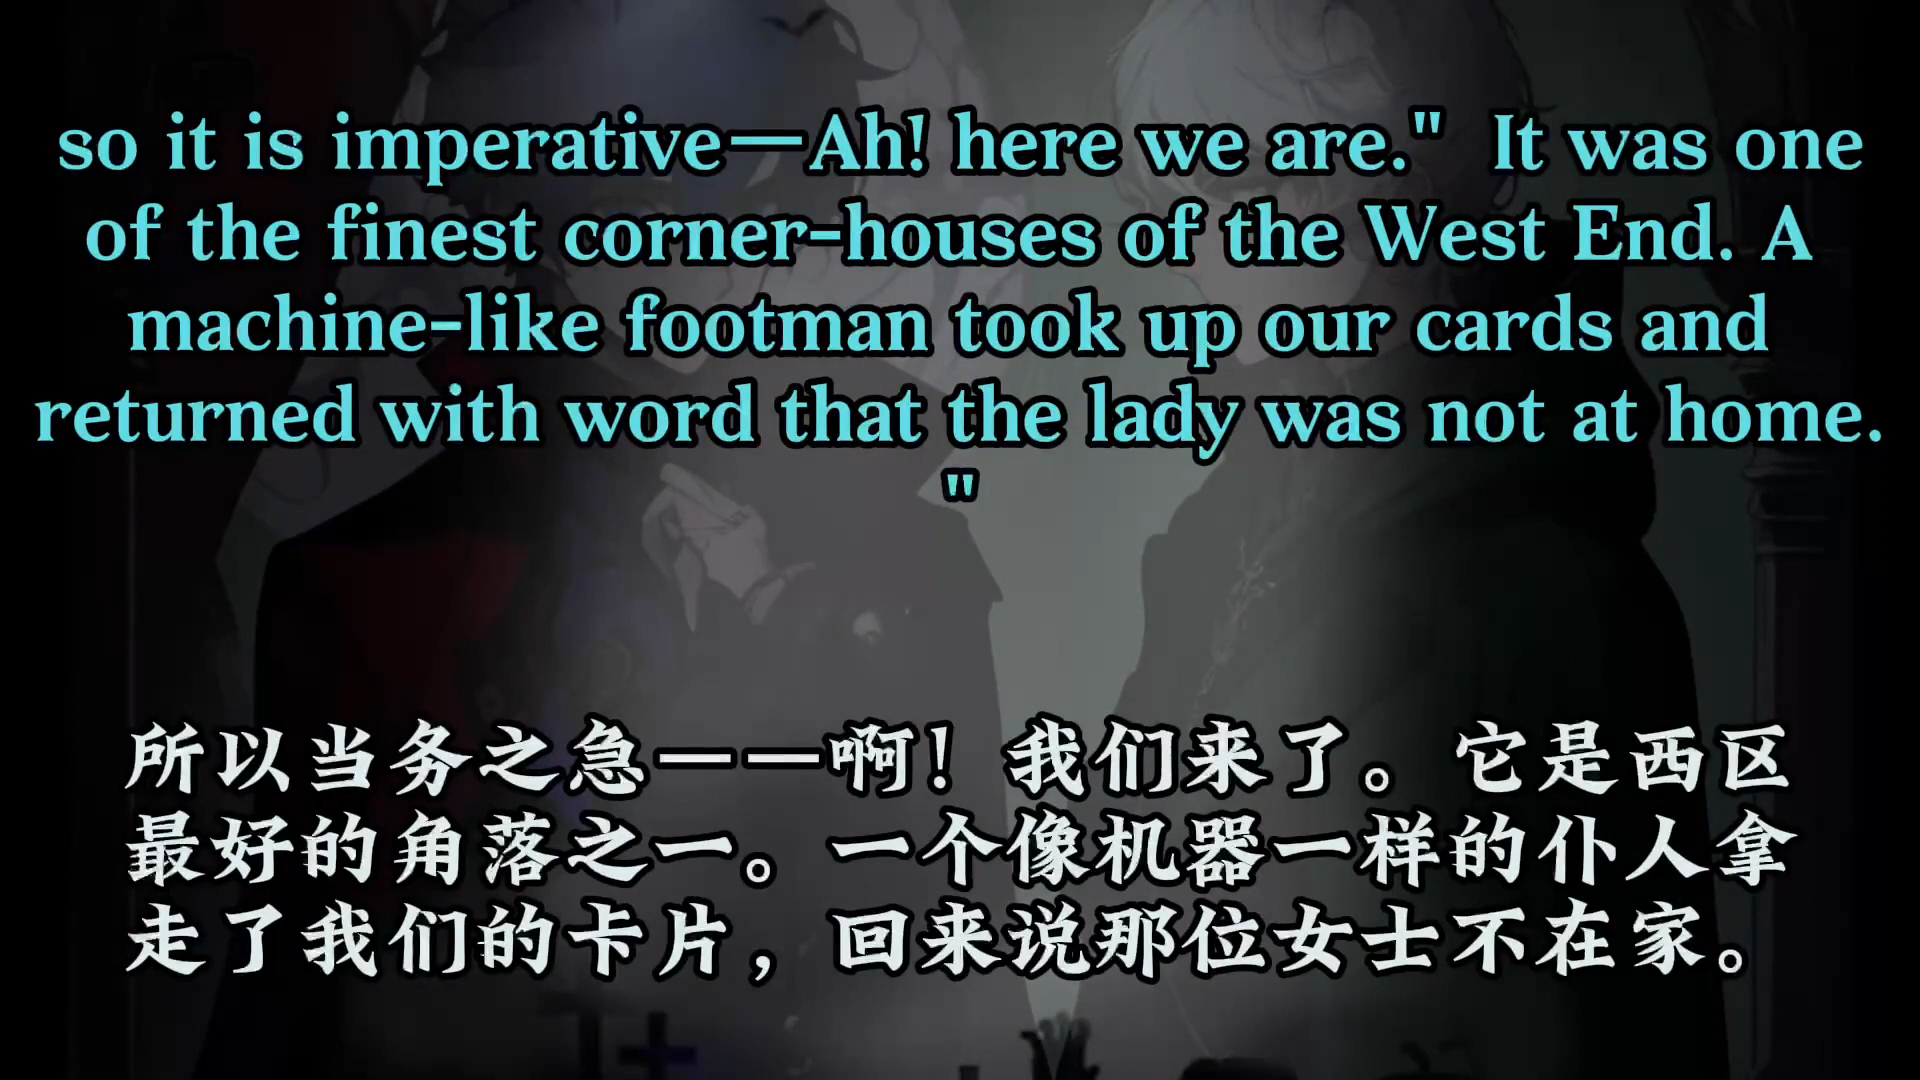 so it is imperative—Ah! here we are."  It was one
of the finest corner-houses of the West End. A
machine-like footman took up our cards and
returned with word that the lady was not at home.
"
所以当务之急——啊！我们来了。它是西区
最好的角落之一。一个像机器一样的仆人拿
走了我们的卡片，回来说那位女士不在家。